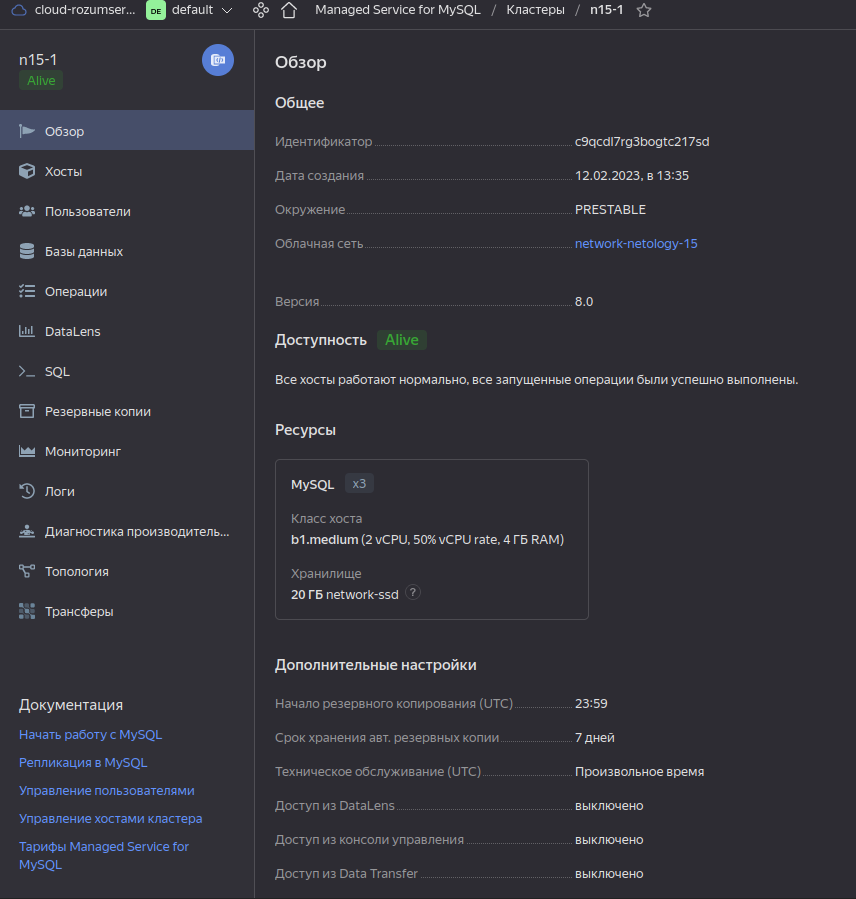 cloud-rozumser... DE default Managed Service for MySQL / Кластеры / n15-1
n15-1
Alive
Обзор
Хосты
Пользователи
Базы данных
Операции
DataLens
SQL
Резервные копии
Мониторинг
Логи
Диагностика производитель...
Топология
Трансферы
Документация
Начать работу с MySQL
Репликация в MySQL
Управление пользователями
Управление хостами кластера
Тарифы Managed Service for
MySQL
Обзор
Общее
Идентификатор c9qcdl7rg3bogtc217sd
Дата создания 12.02.2023, в 13:35
Окружение PRESTABLE
Облачная сеть network-netology-15
Версия 8.0
Доступность Alive
Все хосты работают нормально, все запущенные операции были успешно выполнены.
Ресурсы
MySQL x3
Класс хоста
b1.medium (2 vCPU, 50% vCPU rate, 4 ГБ RAM)
Хранилище
20 ГБ network-ssd ?
Дополнительные настройки
Начало резервного копирования (UTC) 23:59
Срок хранения авт. резервных копии 7 дней
Техническое обслуживание (UTC) Произвольное время
Доступ из DataLens выключено
Доступ из консоли управления выключено
Доступ из Data Transfer выключено